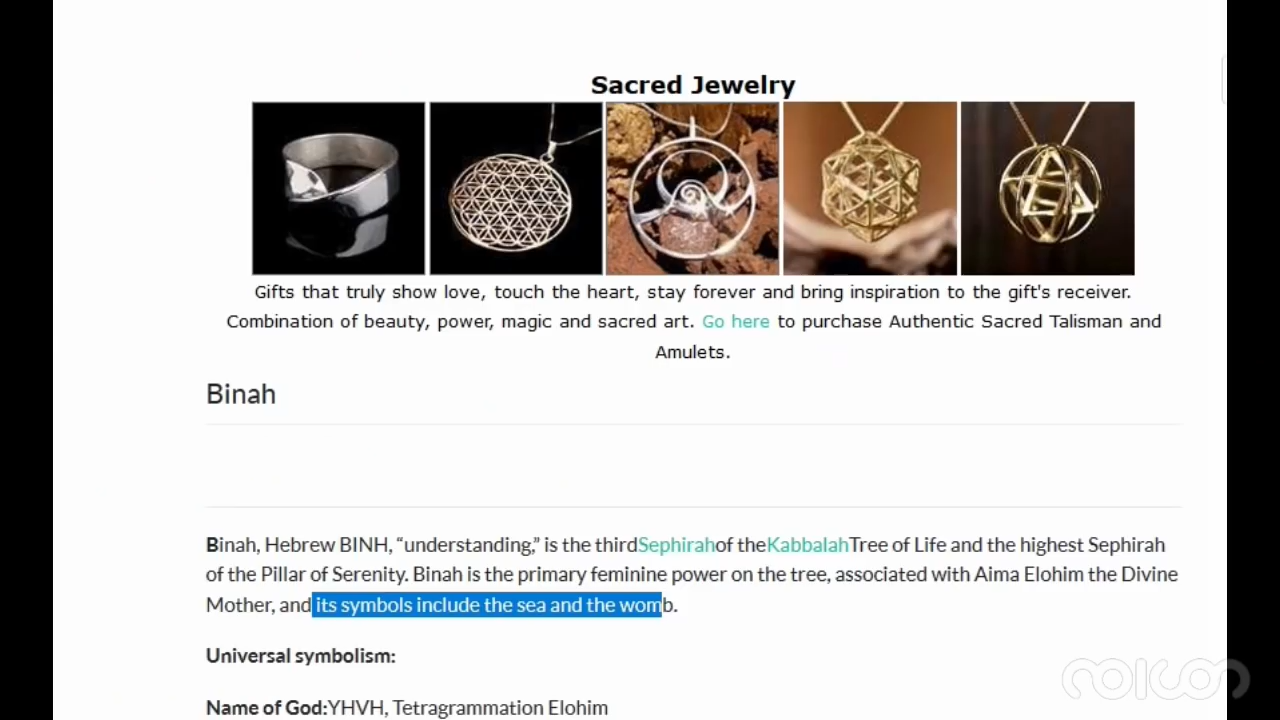 Sacred Jewelry
Gifts that truly show love, touch the heart, stay forever and bring inspiration to the gift's receiver.
Combination of beauty, power, magic and sacred art. Go here to purchase Authentic Sacred Talisman and
Amulets.
Binah
Binah, Hebrew BINH, “understanding,” is the thirdSephirahof theKabbalahTree of Life and the highest Sephirah
of the Pillar of Serenity. Binah is the primary feminine power on the tree, associated with Aima Elohim the Divine
Mother, and its symbols include the sea and the womb.
Universal symbolism:
Name of God:YHVH, Tetragrammation Elohim